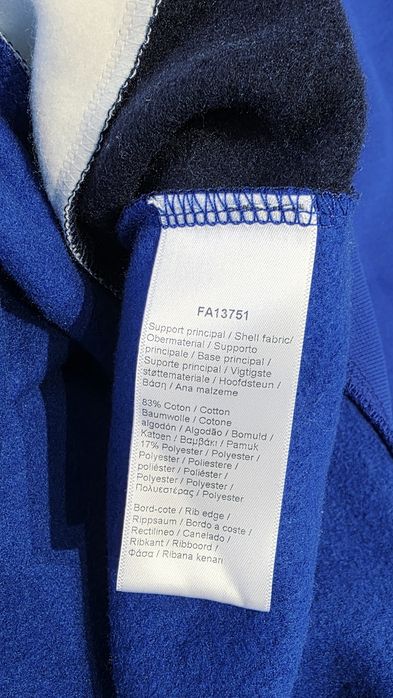 FA13751
Support principal / Shell fabric/
Obermaterial / Supporto
principale / Base principal /
Suporte principal / Vigtigste
støttemateriale / Hoofdsteun /
Βάση / Ana malzeme
83% Coton / Cotton
Baumwolle / Cotone
algodón / Algodão / Bomuld /
Katoen / Βαμβάκι / Pamuk
17% Polyester / Polyester /
Polyester / Poliestere /
poliéster / Poliéster /
Polyester / Polyester /
Πολυεστέρας / Polyester
Bord-cote / Rib edge /
Rippsaum / Bordo a coste /
Rectilineo / Canelado /
Ribkant / Ribboord /
Φάσα / Ribana kenarı